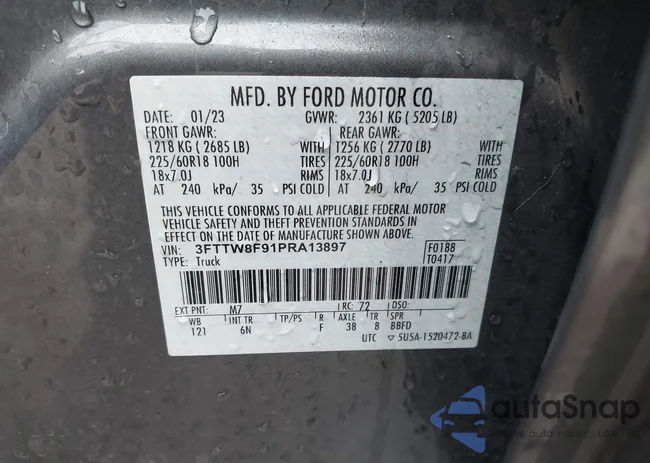 MFD. BY FORD MOTOR CO.
DATE: 01/23 GVWR: 2361 KG ( 5205 LB)
FRONT GAWR: REAR GAWR:
1218 KG ( 2685 LB) WITH 1256 KG ( 2770 LB) WITH
225/60R18 100H TIRES 225/60R18 100H TIRES
18x7.0J RIMS 18x7.0J RIMS
AT 240 kPa/ 35 PSI COLD AT 240 kPa/ 35 PSI COLD
THIS VEHICLE CONFORMS TO ALL APPLICABLE FEDERAL MOTOR
VEHICLE SAFETY AND THEFT PREVENTION STANDARDS IN EFFECT ON THE
DATE OF MANUFACTURE SHOWN ABOVE.
VIN: 3FTTW8F91PRA13897 F0188
TYPE: Truck T0417
EXT PNT: M7 RC: 72 DSO:
WB INT TR TP/PS R AXLE TR SPR
121 6N F 38 8 BBFD
UTC ▽ 5U5A-1520472-BA
autoSnap